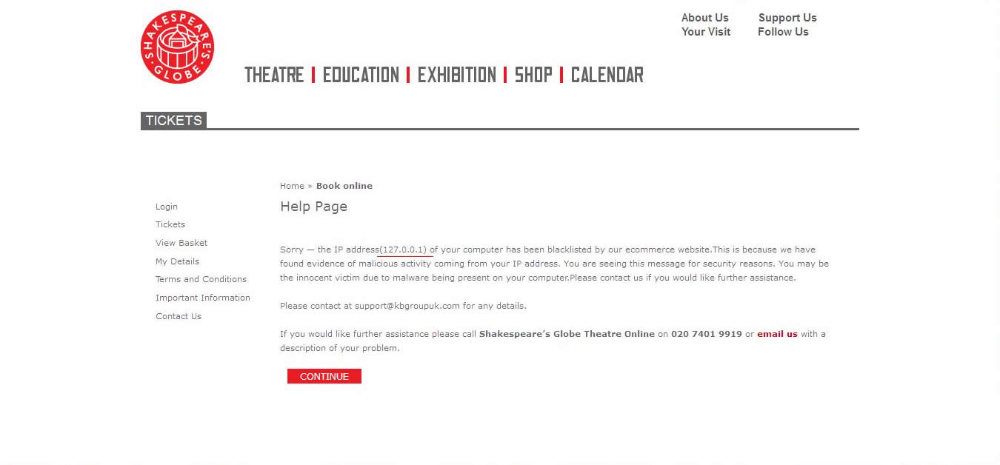 SHAKESPEARE'S · GLOBE ·
About Us Support Us
Your Visit Follow Us
THEATRE EDUCATION EXHIBITION SHOP CALENDAR
TICKETS
Home » Book online
Help Page
Login
Tickets
View Basket
My Details
Terms and Conditions
Important Information
Contact Us
Sorry — the IP address(127.0.0.1) of your computer has been blacklisted by our ecommerce website.This is because we have
found evidence of malicious activity coming from your IP address. You are seeing this message for security reasons. You may be
the innocent victim due to malware being present on your computer.Please contact us if you would like further assistance.
Please contact at support@kbgroupuk.com for any details.
If you would like further assistance please call Shakespeare’s Globe Theatre Online on 020 7401 9919 or email us with a
description of your problem.
CONTINUE